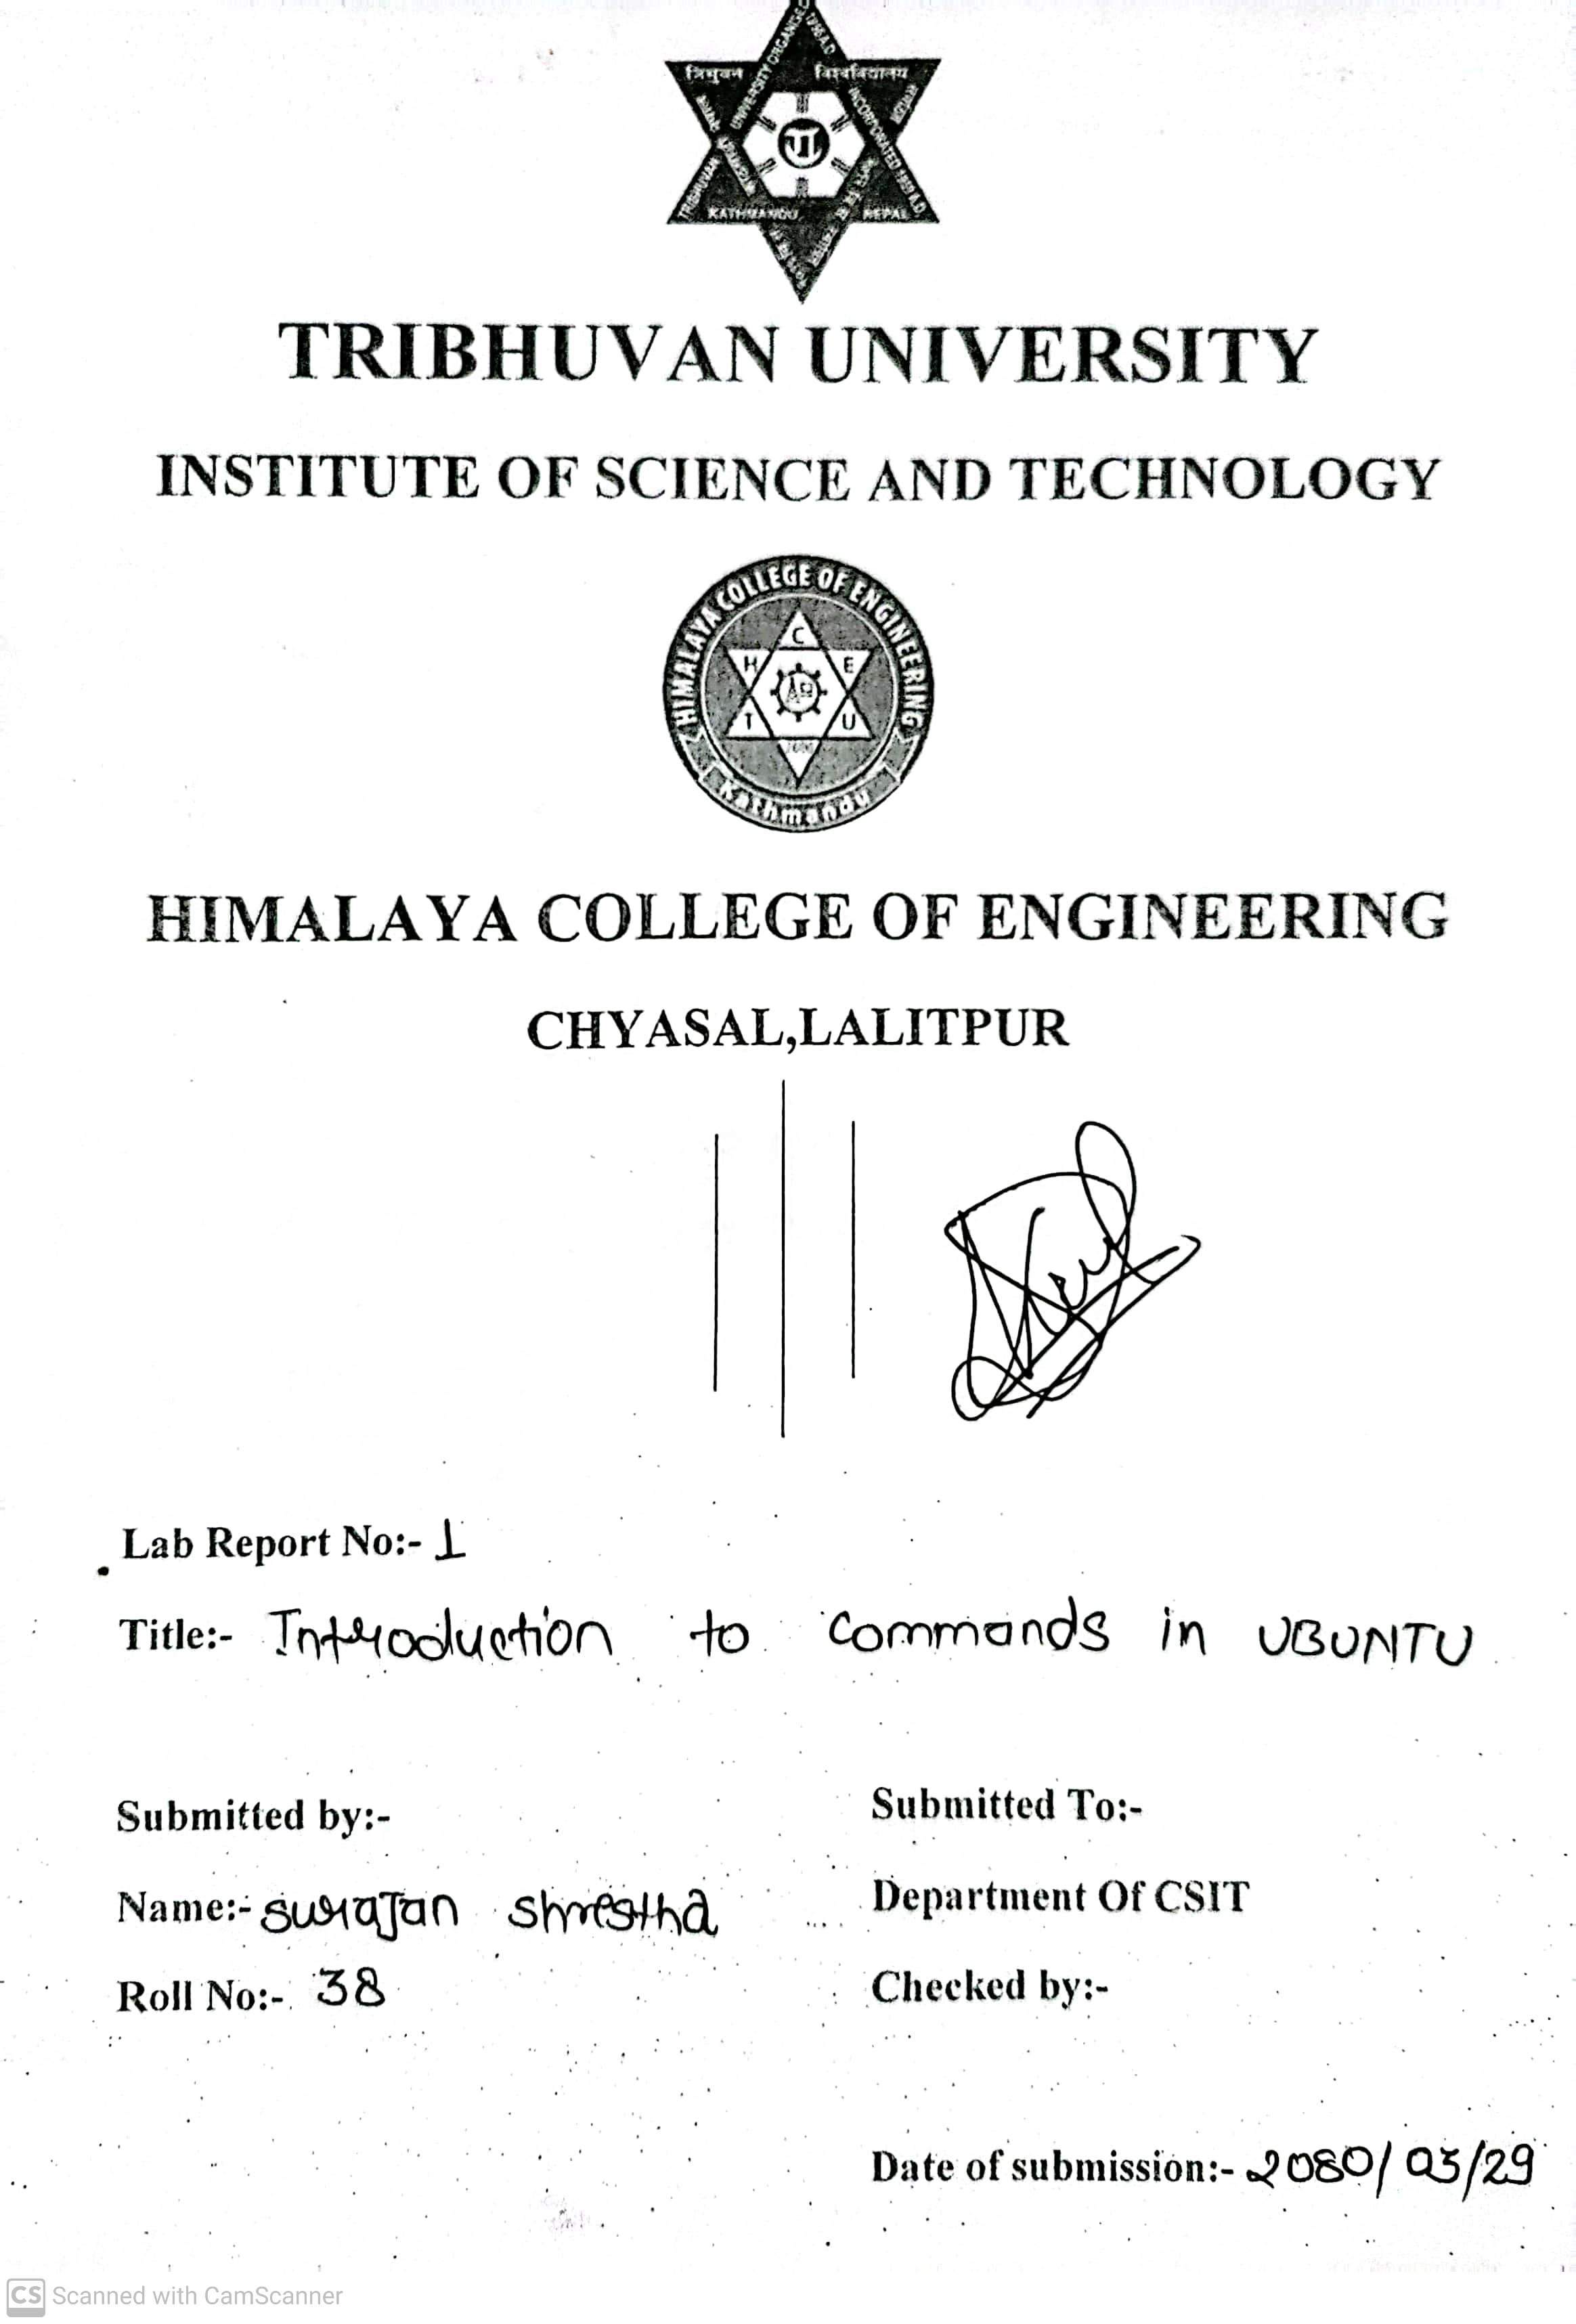 त्रिभुवन विश्वविद्यालय
UNIVERSITY ORGANISED
INCORPORATED 1959 A.D.
TRIBHUVAN
KATHMANDU NEPAL
TRIBHUVAN UNIVERSITY
INSTITUTE OF SCIENCE AND TECHNOLOGY
HIMALAYA COLLEGE OF ENGINEERING
C
H E
T U
Kathmandu
HIMALAYA COLLEGE OF ENGINEERING
CHYASAL,LALITPUR
Lab Report No:- 1
Title:- Introduction to commands in UBUNTU
Submitted by:- Submitted To:-
Name:- surajan shrestha Department Of CSIT
Roll No:- 38 Checked by:-
Date of submission:- 2080/03/29
CS Scanned with CamScanner